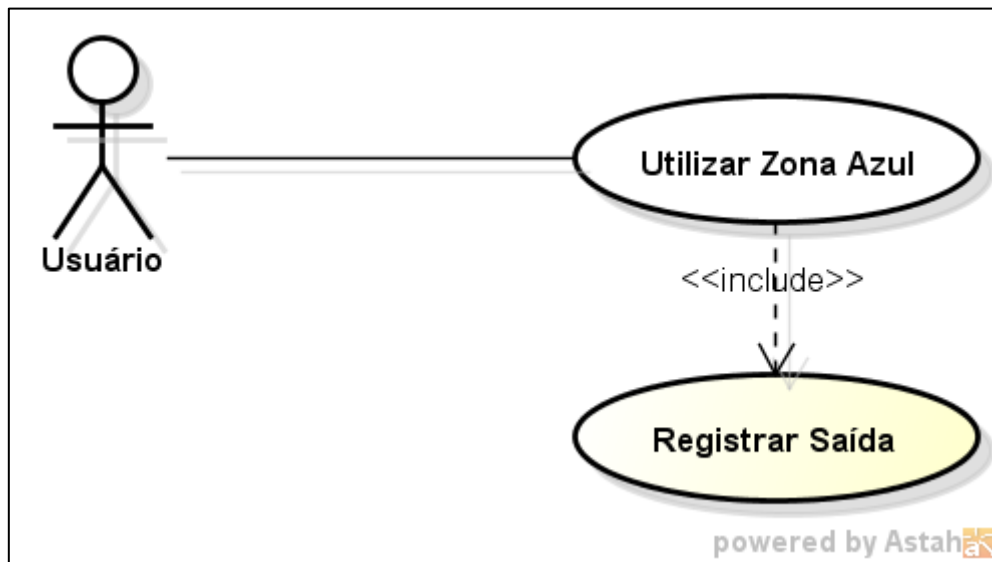 Utilizar Zona Azul
Usuário
<<include>>
Registrar Saída
powered by Astah